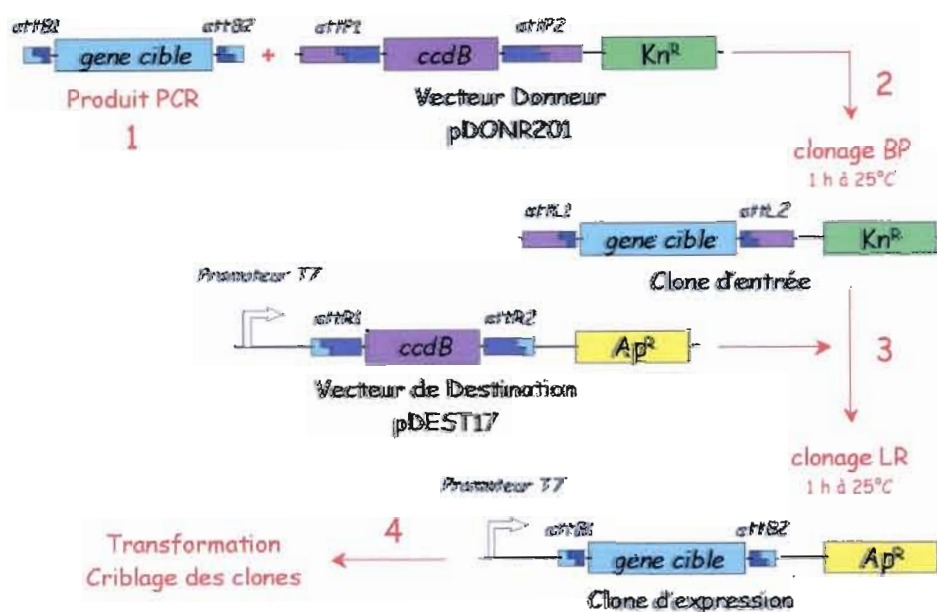 attB1 attB2 attP1 attP2
gene cible + ccdB Kn^R
Produit PCR
1
Vecteur Donneur
pDONR201
2
clonage BP
1 h à 25°C
attL1 attL2
gene cible Kn^R
Clone d'entrée
Promoteur T7
attR1 attR2
ccdB Ap^R
3
Vecteur de Destination
pDEST17
clonage LR
1 h à 25°C
Promoteur T7
attB1 attB2
4
Transformation
Criblage des clones
gene cible Ap^R
Clone d'expression